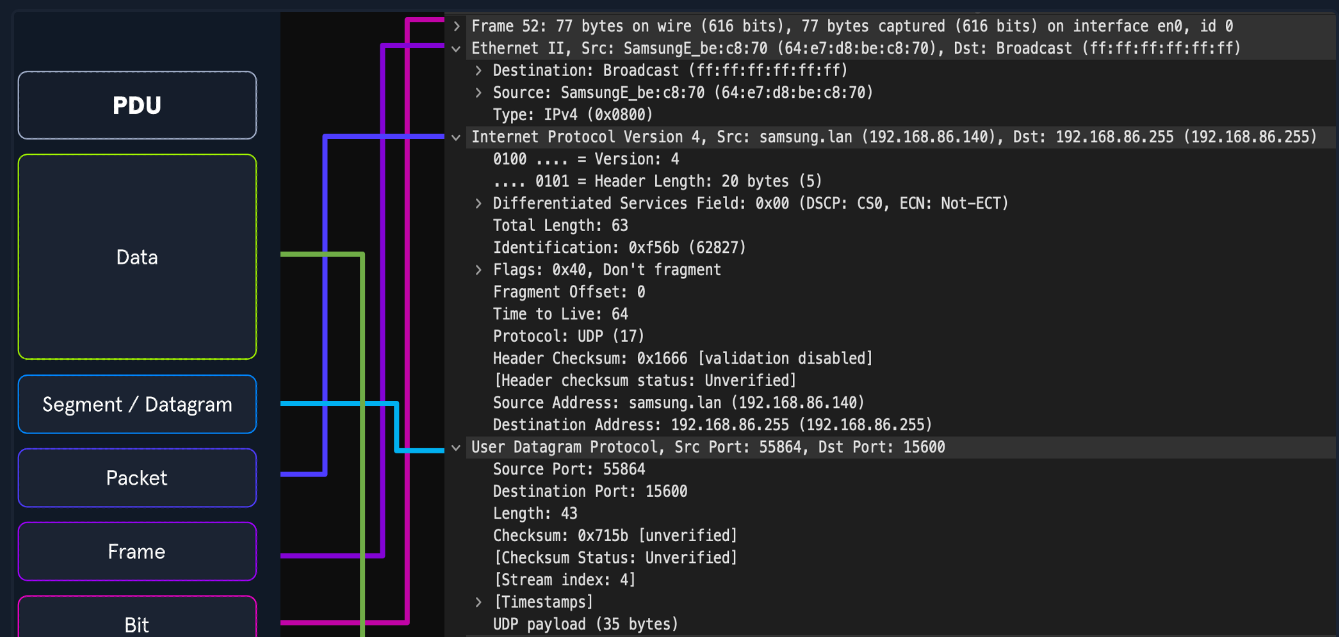 PDU
Data
Segment / Datagram
Packet
Frame
Bit
Frame 52: 77 bytes on wire (616 bits), 77 bytes captured (616 bits) on interface en0, id 0
Ethernet II, Src: SamsungE_be:c8:70 (64:e7:d8:be:c8:70), Dst: Broadcast (ff:ff:ff:ff:ff:ff)
Destination: Broadcast (ff:ff:ff:ff:ff:ff)
Source: SamsungE_be:c8:70 (64:e7:d8:be:c8:70)
Type: IPv4 (0x0800)
Internet Protocol Version 4, Src: samsung.lan (192.168.86.140), Dst: 192.168.86.255 (192.168.86.255)
0100 .... = Version: 4
.... 0101 = Header Length: 20 bytes (5)
Differentiated Services Field: 0x00 (DSCP: CS0, ECN: Not-ECT)
Total Length: 63
Identification: 0xf56b (62827)
Flags: 0x40, Don't fragment
Fragment Offset: 0
Time to Live: 64
Protocol: UDP (17)
Header Checksum: 0x1666 [validation disabled]
[Header checksum status: Unverified]
Source Address: samsung.lan (192.168.86.140)
Destination Address: 192.168.86.255 (192.168.86.255)
User Datagram Protocol, Src Port: 55864, Dst Port: 15600
Source Port: 55864
Destination Port: 15600
Length: 43
Checksum: 0x715b [unverified]
[Checksum Status: Unverified]
[Stream index: 4]
[Timestamps]
UDP payload (35 bytes)